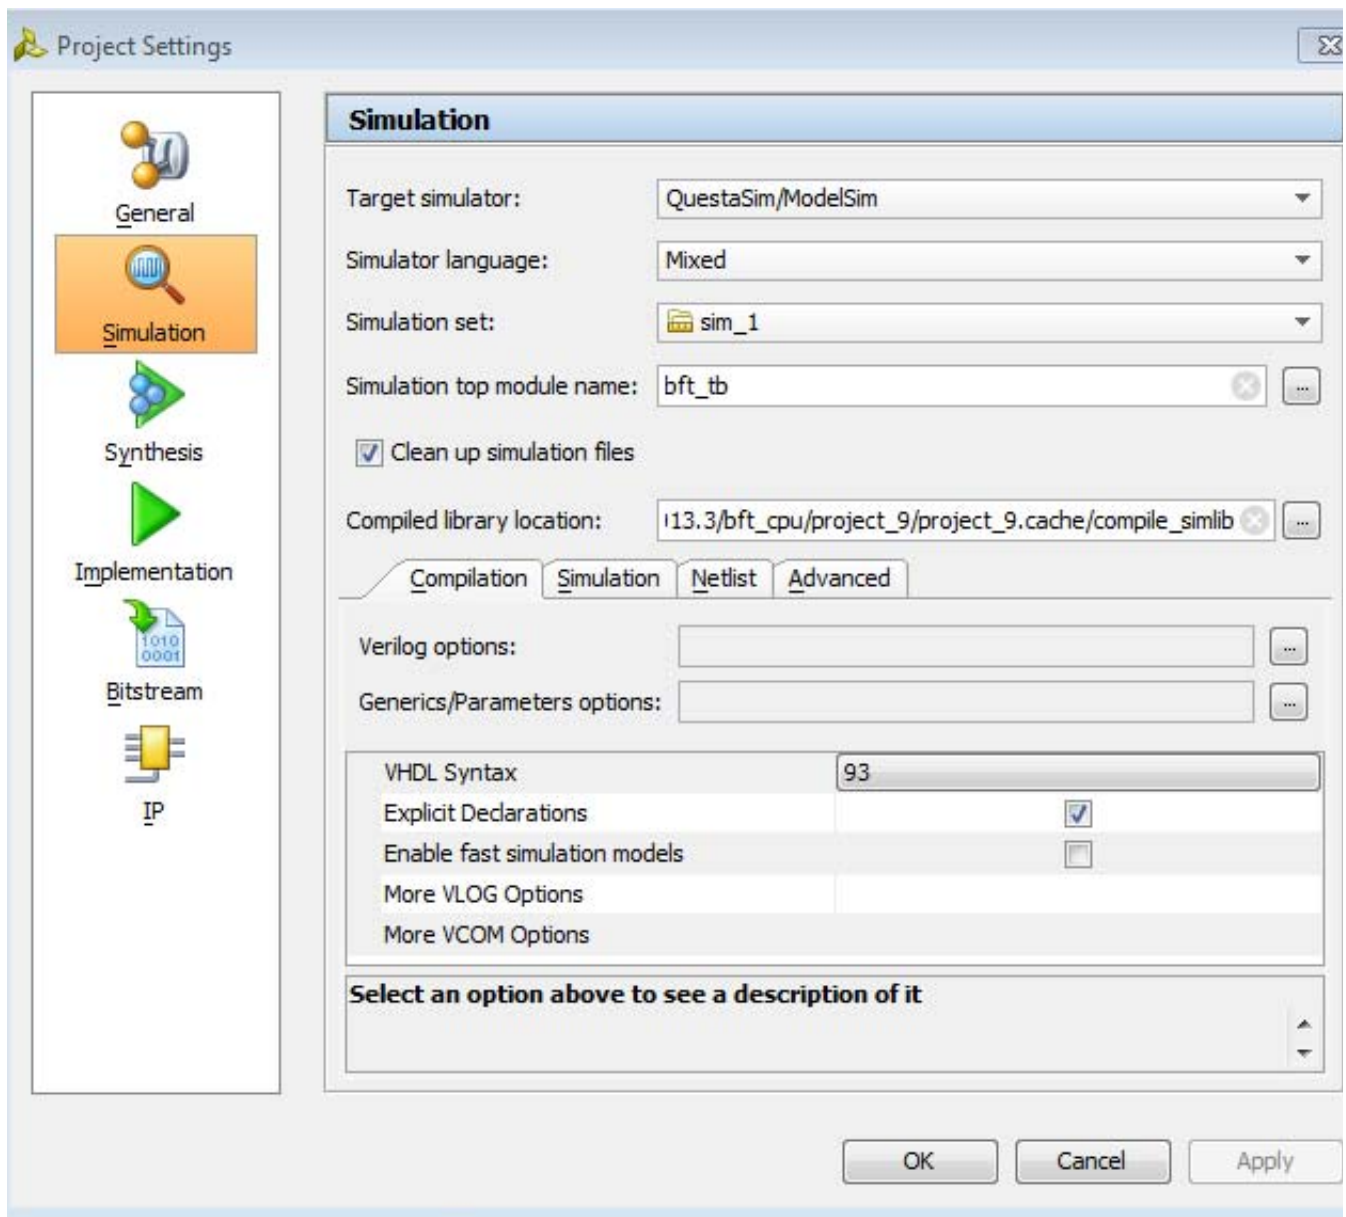 Project Settings
General
Simulation
Synthesis
Implementation
1010
0001
Bitstream
IP
Simulation
Target simulator: QuestaSim/ModelSim
Simulator language: Mixed
Simulation set: sim_1
Simulation top module name: bft_tb ...
Clean up simulation files
Compiled library location: 13.3/bft_cpu/project_9/project_9.cache/compile_simlib ...
Compilation Simulation Netlist Advanced
Verilog options: ...
Generics/Parameters options: ...
VHDL Syntax 93
Explicit Declarations
Enable fast simulation models
More VLOG Options
More VCOM Options
Select an option above to see a description of it
OK Cancel Apply